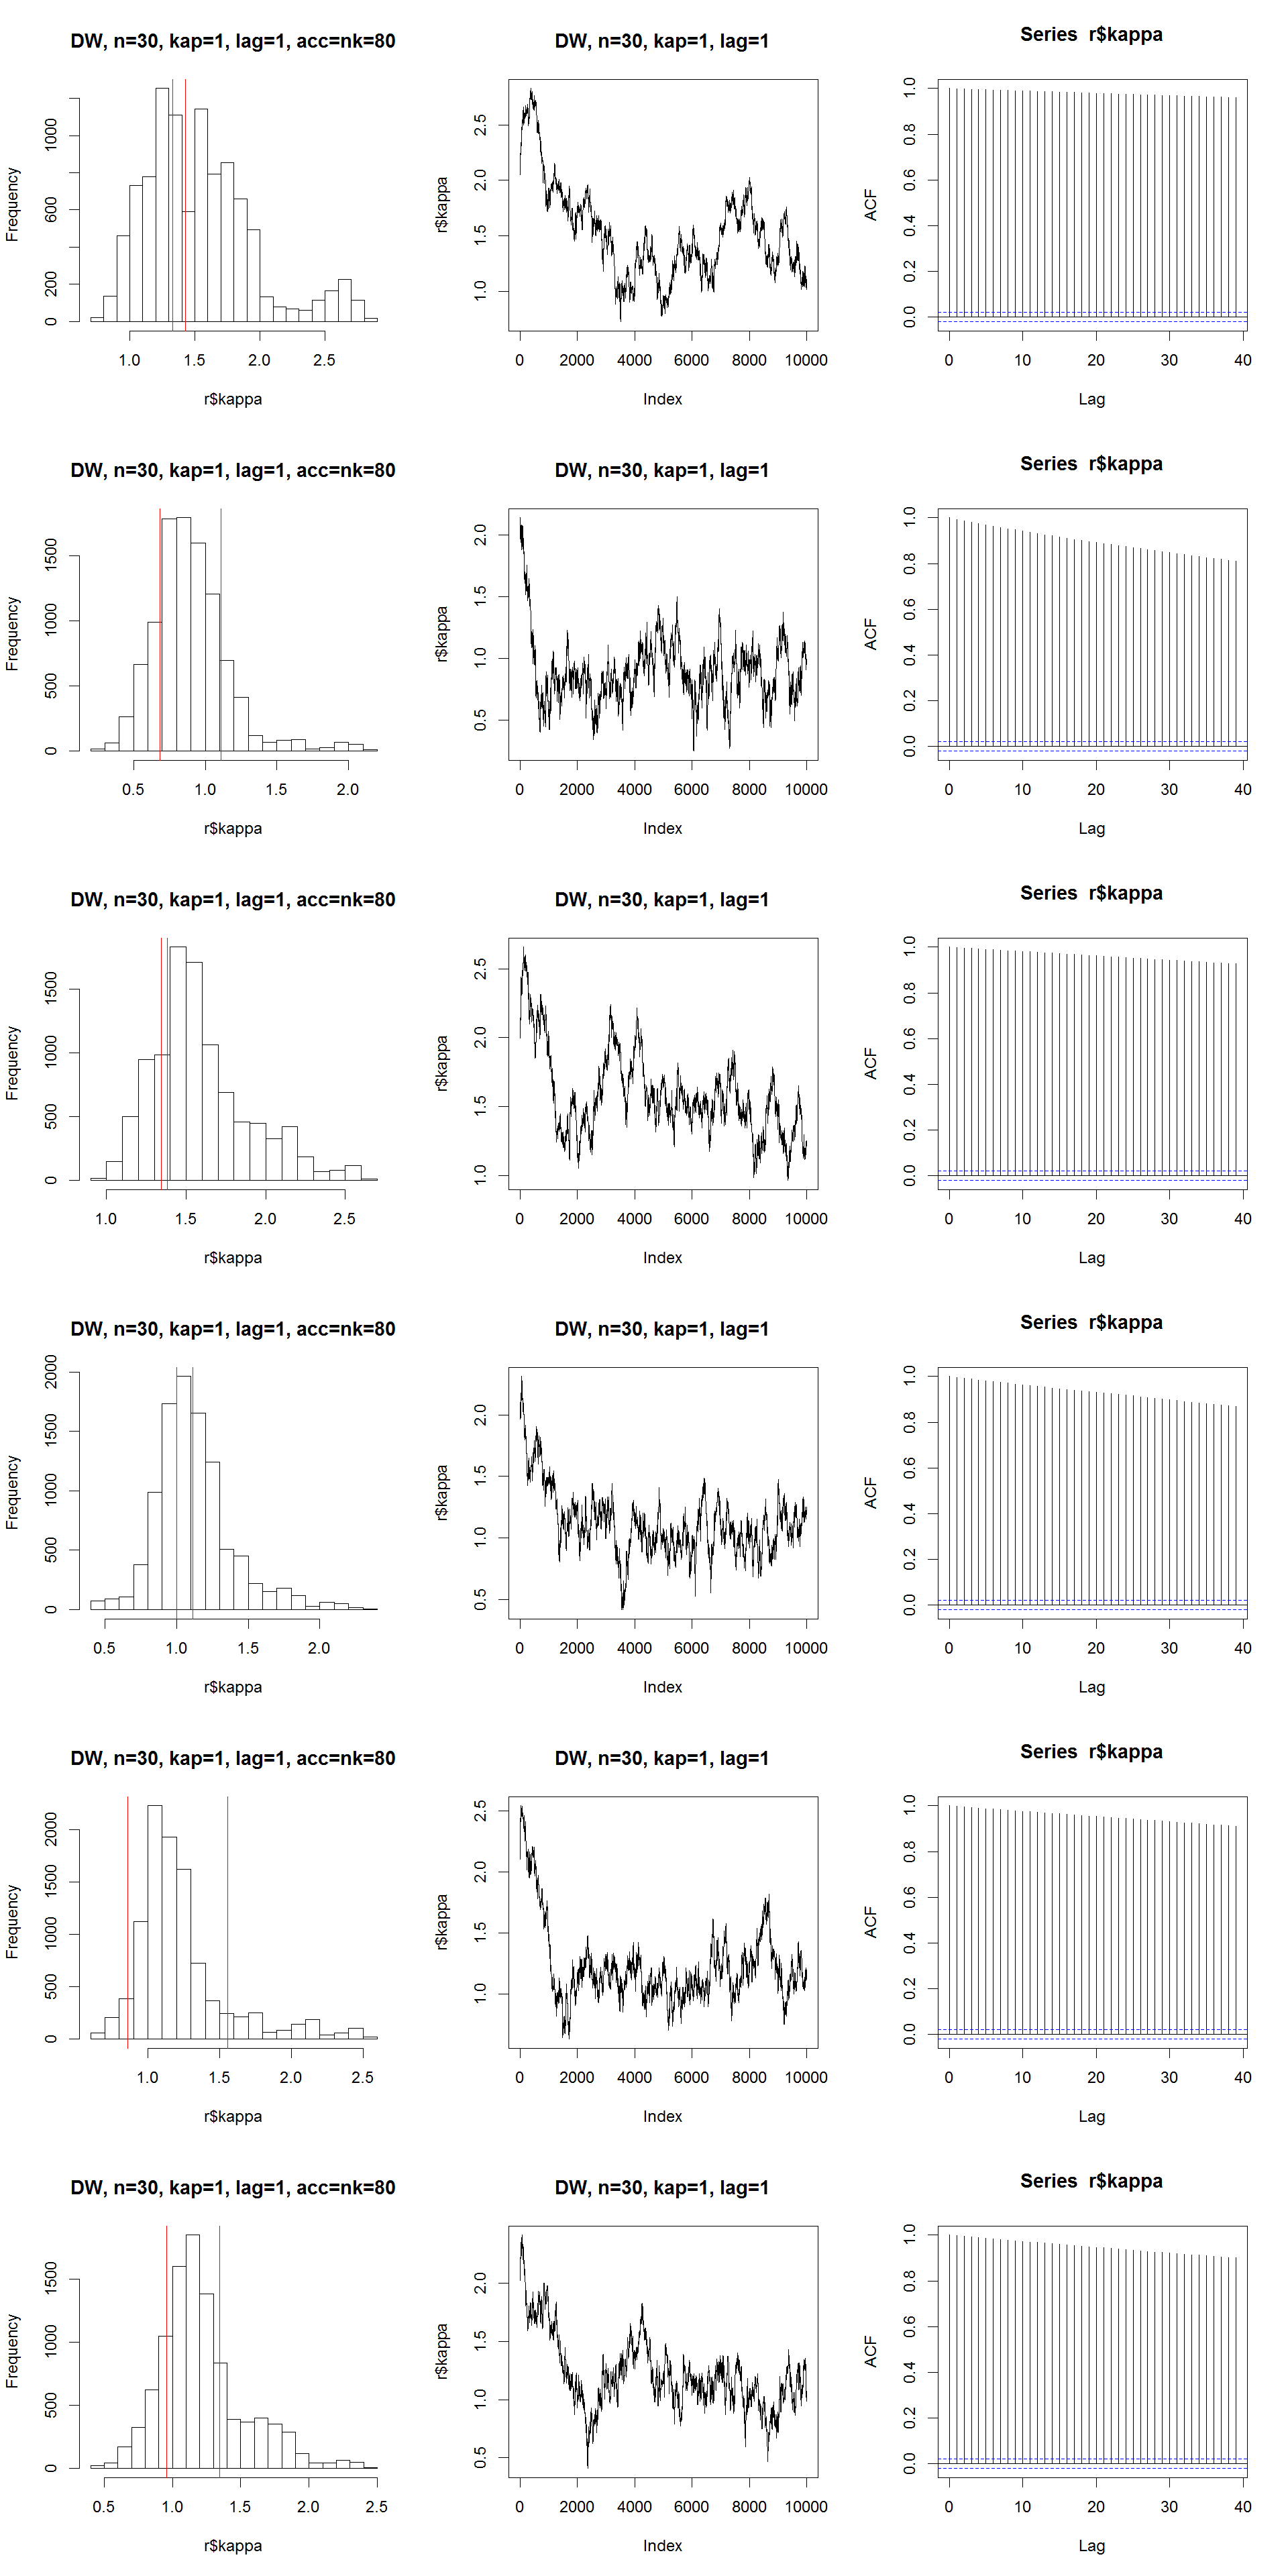 DW, n=30, kap=1, lag=1, acc=nk=80
Frequency
0 200 600 1000
1.0 1.5 2.0 2.5
r$kappa
DW, n=30, kap=1, lag=1
r$kappa
1.0 1.5 2.0 2.5
0 2000 4000 6000 8000 10000
Index
Series r$kappa
ACF
0.0 0.2 0.4 0.6 0.8 1.0
0 10 20 30 40
Lag
DW, n=30, kap=1, lag=1, acc=nk=80
Frequency
0 500 1000 1500
0.5 1.0 1.5 2.0
r$kappa
DW, n=30, kap=1, lag=1
r$kappa
0.5 1.0 1.5 2.0
0 2000 4000 6000 8000 10000
Index
Series r$kappa
ACF
0.0 0.2 0.4 0.6 0.8 1.0
0 10 20 30 40
Lag
DW, n=30, kap=1, lag=1, acc=nk=80
Frequency
0 500 1000 1500
1.0 1.5 2.0 2.5
r$kappa
DW, n=30, kap=1, lag=1
r$kappa
1.0 1.5 2.0 2.5
0 2000 4000 6000 8000 10000
Index
Series r$kappa
ACF
0.0 0.2 0.4 0.6 0.8 1.0
0 10 20 30 40
Lag
DW, n=30, kap=1, lag=1, acc=nk=80
Frequency
0 500 1000 1500 2000
0.5 1.0 1.5 2.0
r$kappa
DW, n=30, kap=1, lag=1
r$kappa
0.5 1.0 1.5 2.0
0 2000 4000 6000 8000 10000
Index
Series r$kappa
ACF
0.0 0.2 0.4 0.6 0.8 1.0
0 10 20 30 40
Lag
DW, n=30, kap=1, lag=1, acc=nk=80
Frequency
0 500 1000 1500 2000
1.0 1.5 2.0 2.5
r$kappa
DW, n=30, kap=1, lag=1
r$kappa
1.0 1.5 2.0 2.5
0 2000 4000 6000 8000 10000
Index
Series r$kappa
ACF
0.0 0.2 0.4 0.6 0.8 1.0
0 10 20 30 40
Lag
DW, n=30, kap=1, lag=1, acc=nk=80
Frequency
0 500 1000 1500
0.5 1.0 1.5 2.0 2.5
r$kappa
DW, n=30, kap=1, lag=1
r$kappa
0.5 1.0 1.5 2.0
0 2000 4000 6000 8000 10000
Index
Series r$kappa
ACF
0.0 0.2 0.4 0.6 0.8 1.0
0 10 20 30 40
Lag